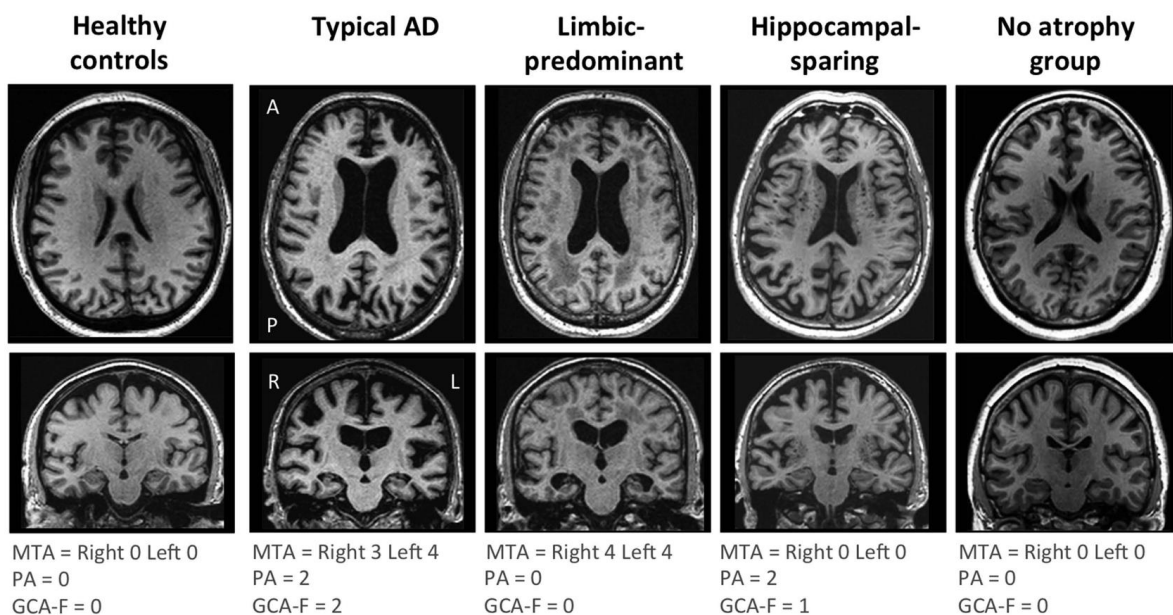 Healthy
controls
Typical AD
Limbic-
predominant
Hippocampal-
sparing
No atrophy
group
A
P
R
L
MTA = Right 0 Left 0
PA = 0
GCA-F = 0
MTA = Right 3 Left 4
PA = 2
GCA-F = 2
MTA = Right 4 Left 4
PA = 0
GCA-F = 0
MTA = Right 0 Left 0
PA = 2
GCA-F = 1
MTA = Right 0 Left 0
PA = 0
GCA-F = 0